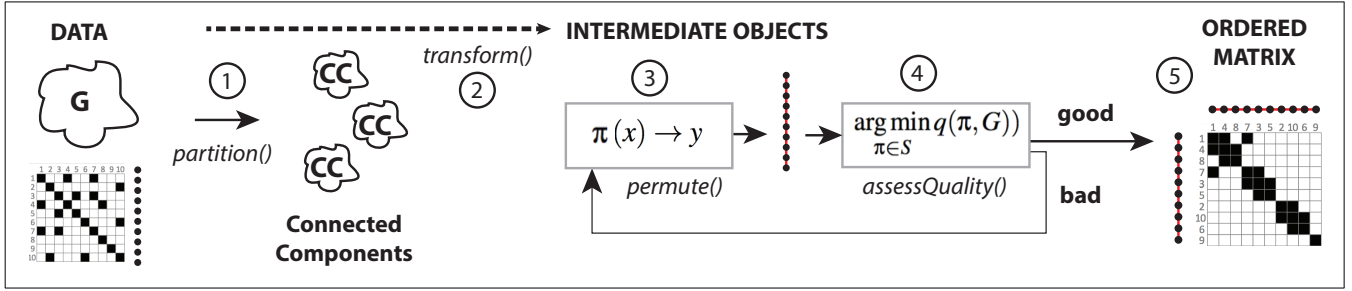 DATA
G
1 2 3 4 5 6 7 8 9 10
1
2
3
4
5
6
7
8
9
10
1
partition()
CC
CC
CC
Connected
Components
transform()
2
INTERMEDIATE OBJECTS
3
π (x) → y
permute()
4
arg min q(π, G))
π∈S
assessQuality()
good
bad
5
ORDERED
MATRIX
1 4 8 7 3 5 2 10 6 9
1
4
8
7
3
5
2
10
6
9